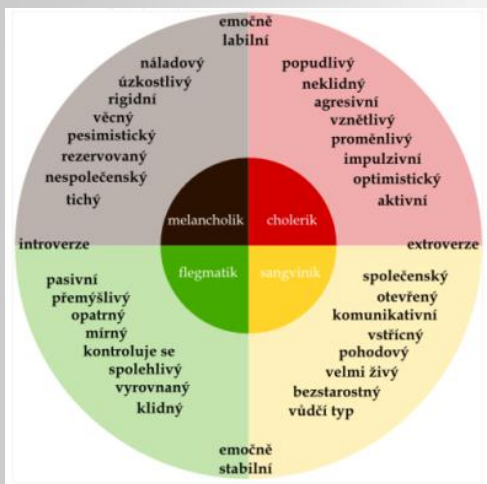 emočně
labilní
náladový
úzkostlivý
rigidní
věcný
pesimistický
rezervovaný
nespolečenský
tichý
popudlivý
neklidný
agresivní
vznětlivý
proměnlivý
impulzivní
optimistický
aktivní
melancholik
cholerik
introverze
extroverze
flegmatik
sangvinik
pasivní
přemýšlivý
opatrný
mírný
kontroluje se
spolehlivý
vyrovnaný
klidný
společenský
otevřený
komunikativní
vstřícný
pohodový
velmi živý
bezstarostný
vůdčí typ
emočně
stabilní